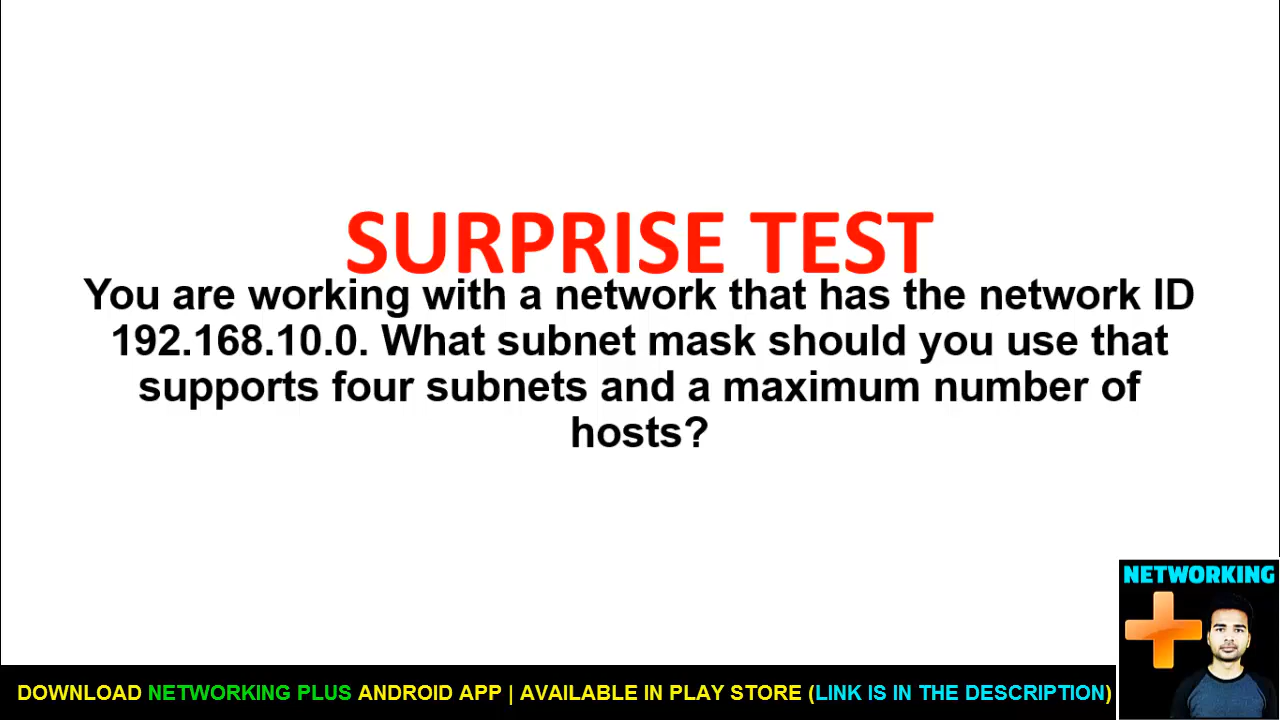 SURPRISE TEST
You are working with a network that has the network ID
192.168.10.0. What subnet mask should you use that
supports four subnets and a maximum number of
hosts?
NETWORKING
DOWNLOAD NETWORKING PLUS ANDROID APP | AVAILABLE IN PLAY STORE (LINK IS IN THE DESCRIPTION)